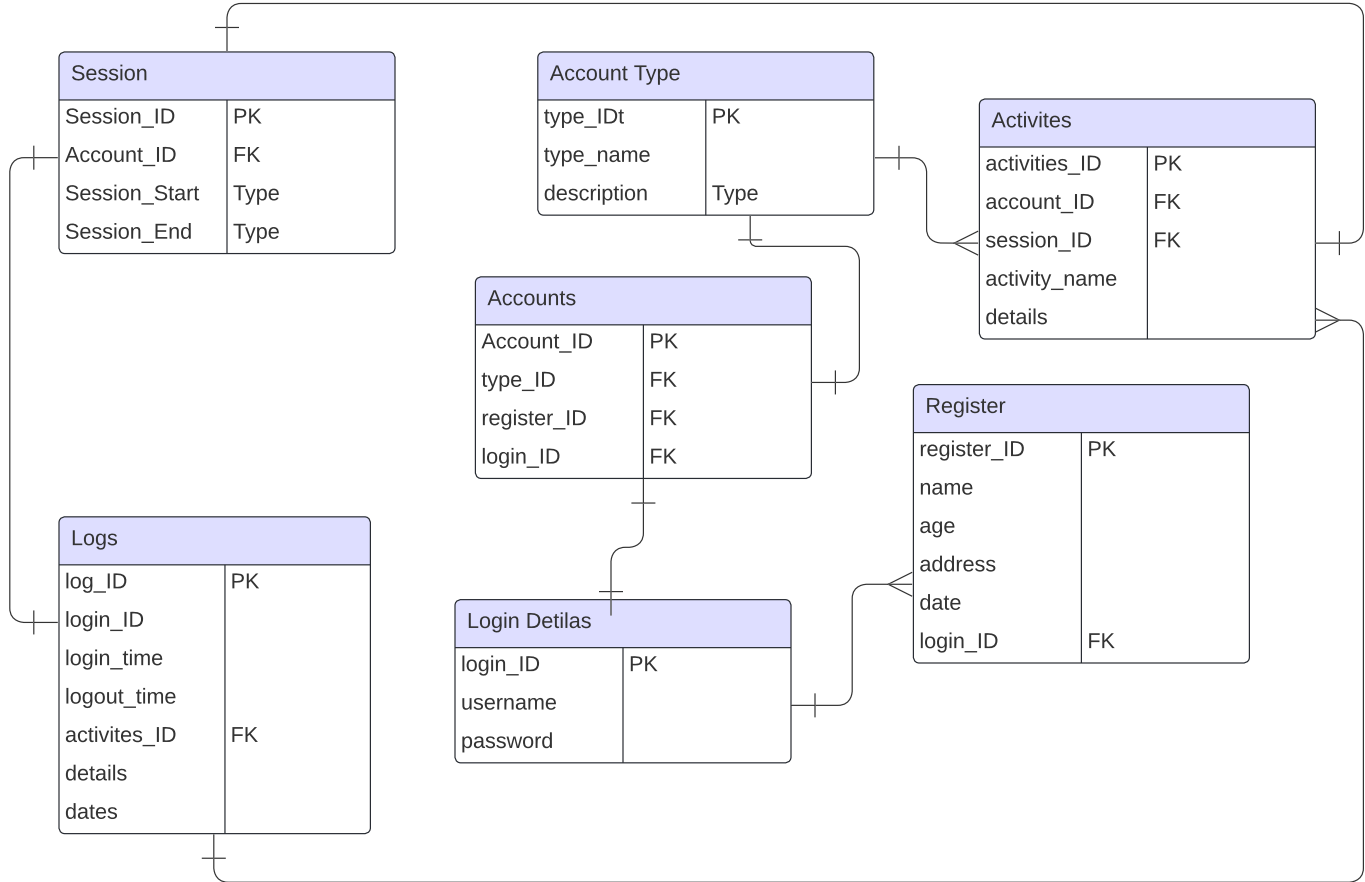 Session
Session_ID PK
Account_ID FK
Session_Start Type
Session_End Type
Account Type
type_IDt PK
type_name
description Type
Activites
activities_ID PK
account_ID FK
session_ID FK
activity_name
details
Accounts
Account_ID PK
type_ID FK
register_ID FK
login_ID FK
Register
register_ID PK
name
age
address
date
login_ID FK
Logs
log_ID PK
login_ID
login_time
logout_time
activites_ID FK
details
dates
Login Detilas
login_ID PK
username
password